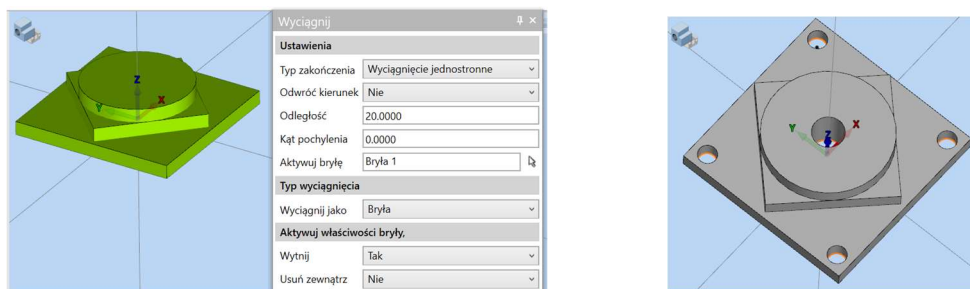 Wyciągnij
Ustawienia
Typ zakończenia Wyciągnięcie jednostronne
Odwróć kierunek Nie
Odległość 20.0000
Kąt pochylenia 0.0000
Aktywuj bryłę Bryła 1
Typ wyciągnięcia
Wyciągnij jako Bryła
Aktywuj właściwości bryły,
Wytnij Tak
Usuń zewnątrz Nie
Z
Y
X
Z
Y
X